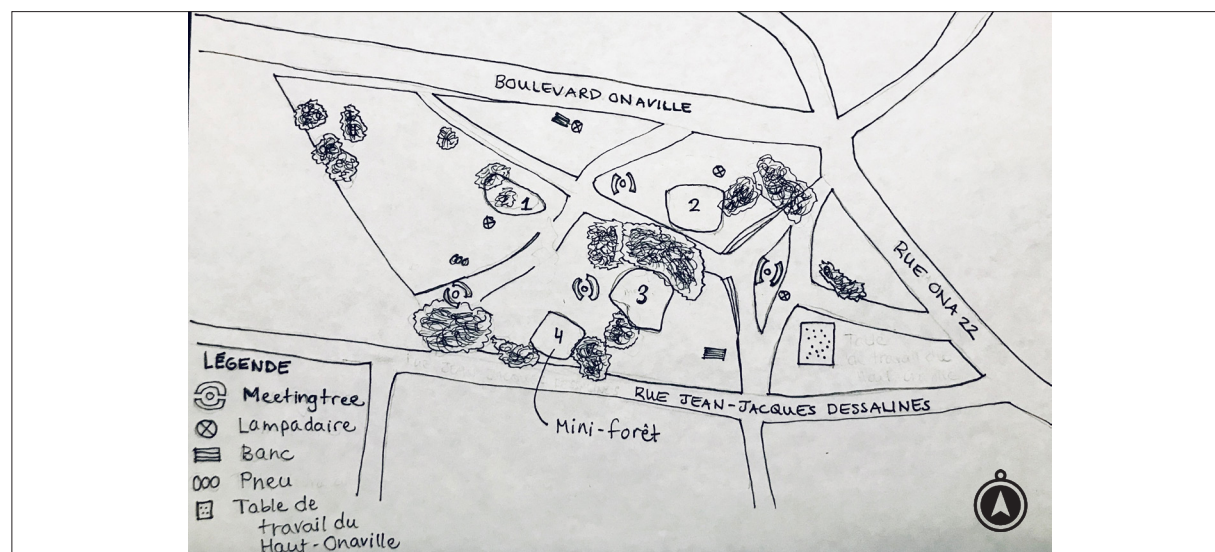 BOULEVARD ONAVILLE
1
2
3
4
RUE ONA 22
RUE JEAN-JACQUES DESSALINES
Mini-forêt
LÉGENDE
Meetingtree
Lampadaire
Banc
Pneu
Table de
travail du
Haut-Onaville